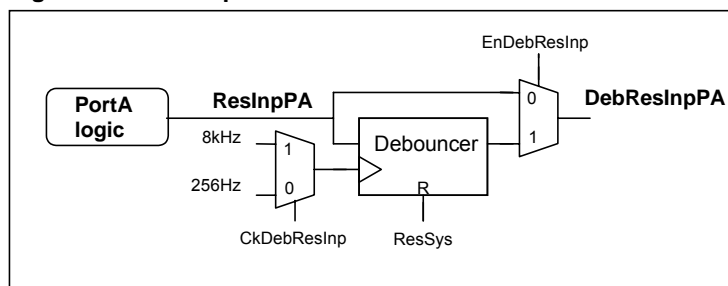 EnDebResInp
PortA
logic
ResInpPA
0
DebResInpPA
8kHz
1
Debouncer
1
256Hz
0
R
CkDebResInp
ResSys